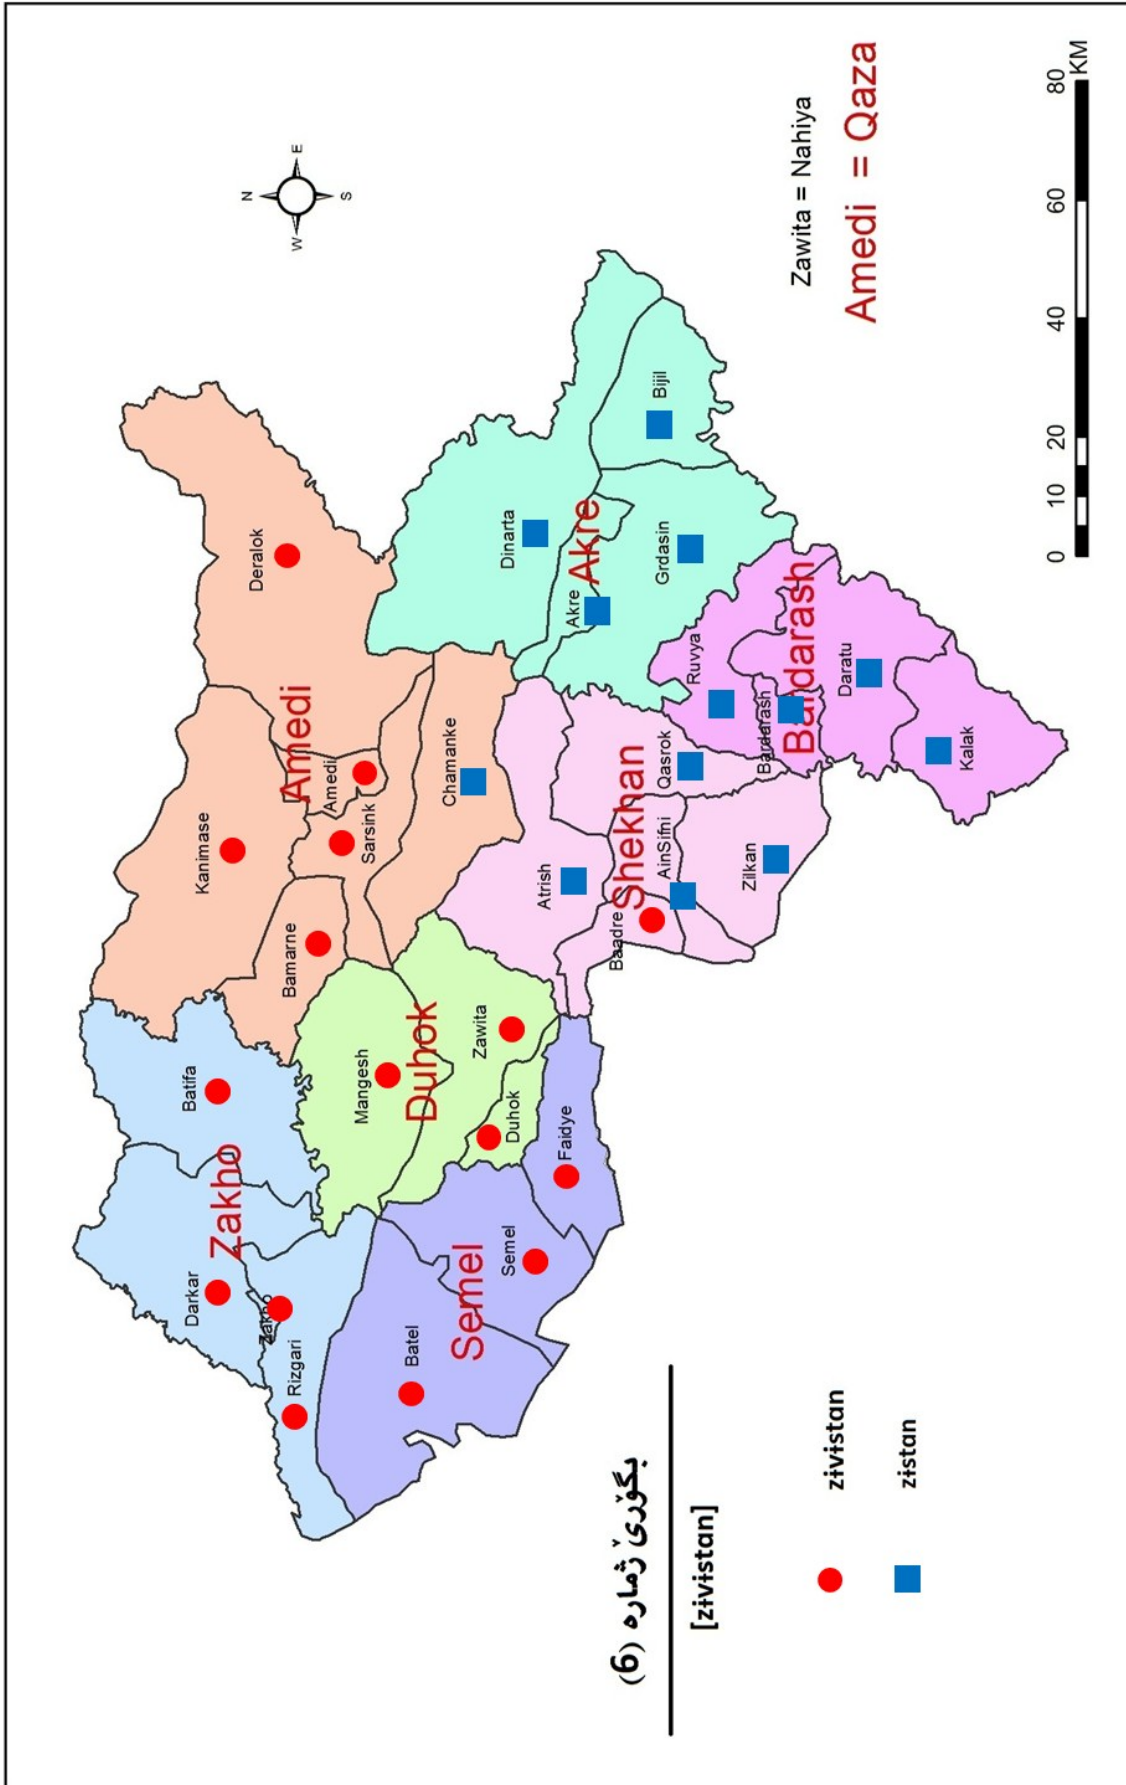 N
W
E
S
Deralok
Amedi
Kanimase
Amedi
Sarsink
Bamarne
Chamanke
Batifa
Zakho
Darkar
Zakho
Rizgari
Mangesh
Duhok
Zawita
Duhok
Semel
Batel
Semel
Faidye
Dinarta
Akre
Akre
Bijil
Grdasin
Atrish
Shekhan
Qasrok
AinSifni
Baadre
Zilkan
Ruvya
Bardarash
Bardarash
Daratu
Kalak
Zawita = Nahiya
Amedi = Qaza
0 10 20 40 60 80
KM
بگۆڕێ ژماره (6)
[zɨvɨstan]
zɨvɨstan
zɨstan